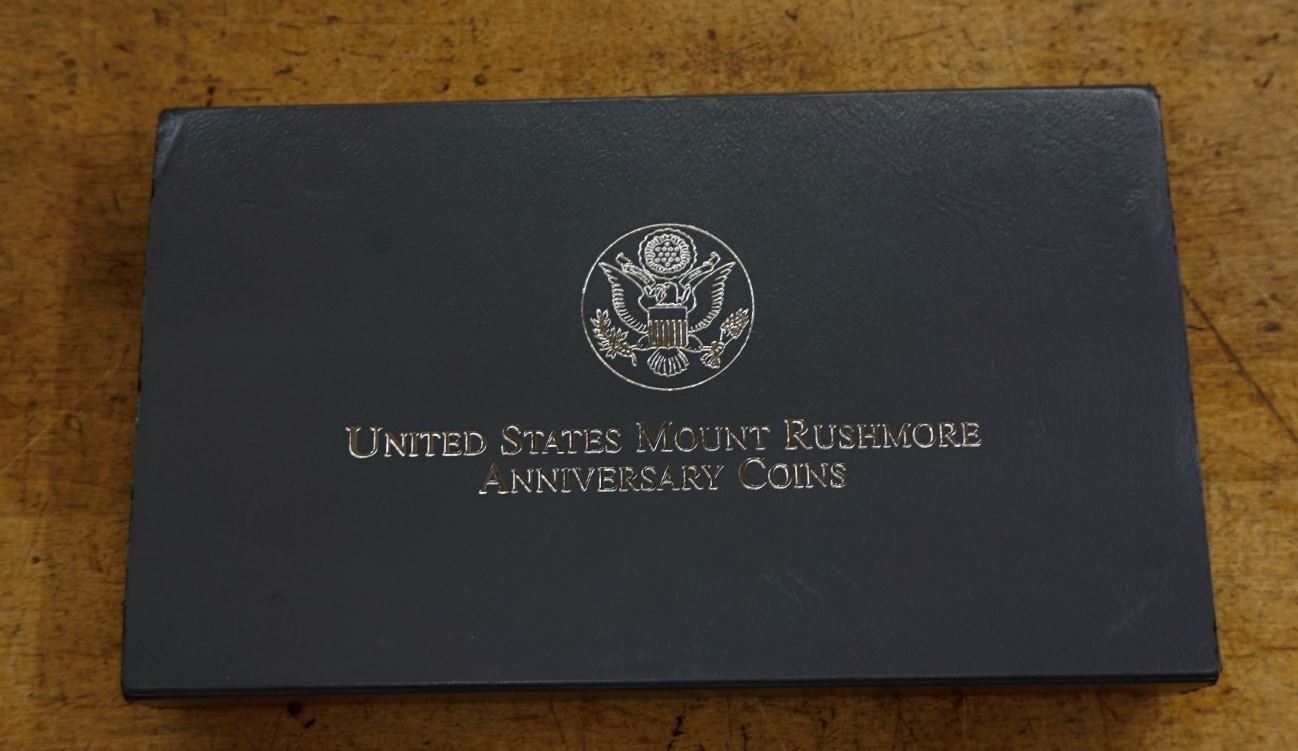 United States Mount Rushmore
Anniversary Coins